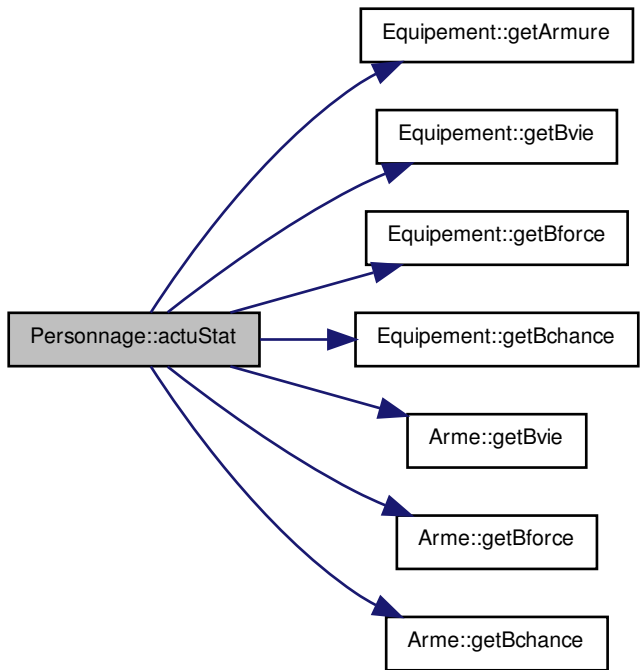 Equipement::getArmure
Equipement::getBvie
Equipement::getBforce
Personnage::actuStat
Equipement::getBchance
Arme::getBvie
Arme::getBforce
Arme::getBchance